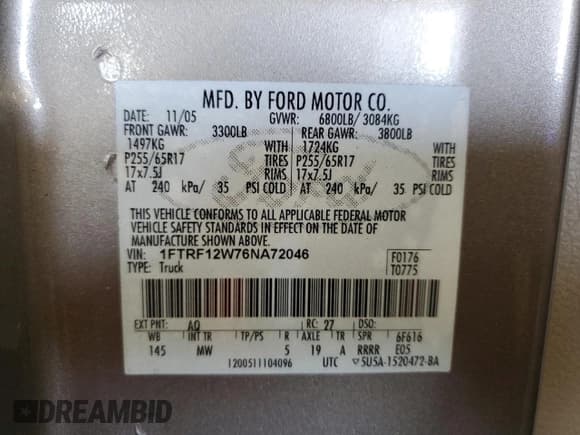 MFD. BY FORD MOTOR CO.
DATE: 11/05 GVWR: 6800LB/ 3084KG
FRONT GAWR: 3300LB REAR GAWR: 3800LB
1497KG WITH 1724KG WITH
P255/65R17 TIRES P255/65R17 TIRES
17x7.5J RIMS 17x7.5J RIMS
AT 240 kPa/ 35 PSI COLD AT 240 kPa/ 35 PSI COLD
THIS VEHICLE CONFORMS TO ALL APPLICABLE FEDERAL MOTOR
VEHICLE SAFETY STANDARDS IN EFFECT ON THE DATE OF
MANUFACTURE SHOWN ABOVE.
VIN: 1FTRF12W76NA72046 F0176
TYPE: Truck T0775
EXT PNT: AQ RC: 27 DSO:
WB INT TR TP/PS R AXLE TR SPR 6F616
145 MW 5 19 A RRRR E05
1200511104096 UTC ▽5U5A-1520472-BA
DREAMBID